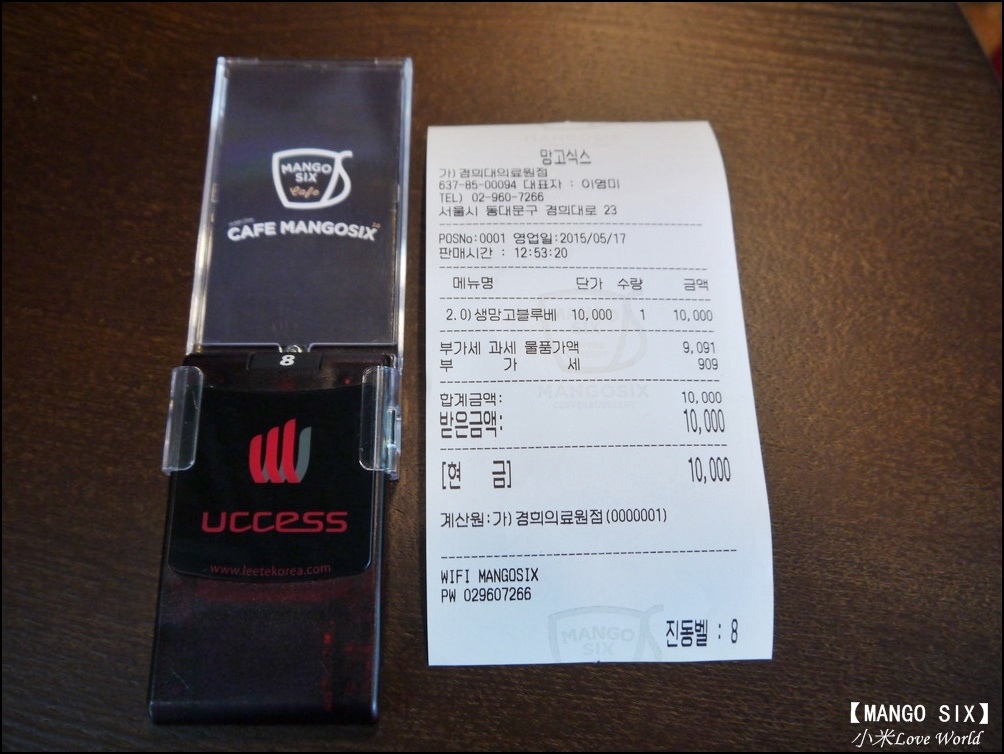 MANGO
SIX
Cafe
CAFE MANGOSIX
8
uccess
www.leetekorea.com
망고식스
가)경희대의료원점
637-85-00094 대표자 : 이명미
TEL) 02-960-7266
서울시 동대문구 경희대로 23
POSNo:0001 영업일:2015/05/17
판매시간 : 12:53:20
메뉴명 단가 수량 금액
2.0)생망고블루베 10,000 1 10,000
부가세 과세 물품가액 9,091
부 가 세 909
합계금액: 10,000
받은금액: 10,000
[현 금] 10,000
계산원:가)경희의료원점(0000001)
WIFI MANGOSIX
PW 029607266
진동벨 : 8
MANGO
SIX
【MANGO SIX】
小米Love World